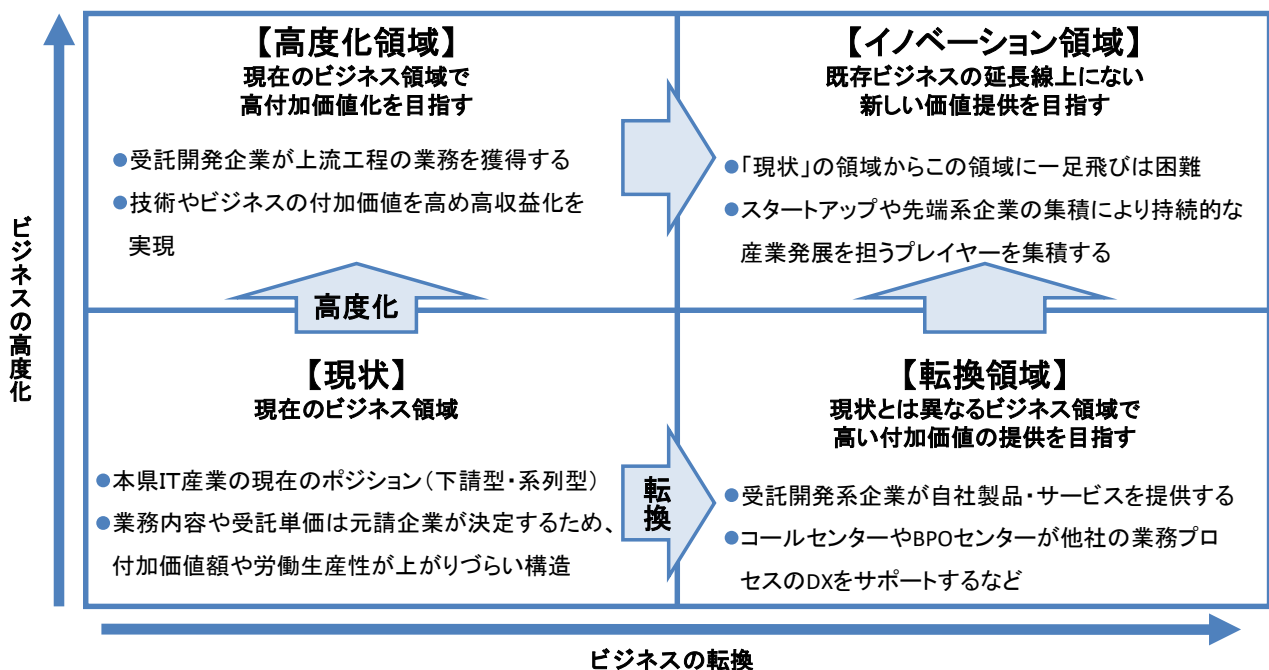 【高度化領域】
現在のビジネス領域で
高付加価値化を目指す
●受託開発企業が上流工程の業務を獲得する
●技術やビジネスの付加価値を高め高収益化を
実現
【イノベーション領域】
既存ビジネスの延長線上にない
新しい価値提供を目指す
●「現状」の領域からこの領域に一足飛びは困難
●スタートアップや先端系企業の集積により持続的な
産業発展を担うプレイヤーを集積する
ビジネスの高度化
高度化
【現状】
現在のビジネス領域
●本県IT産業の現在のポジション（下請型・系列型）
●業務内容や受託単価は元請企業が決定するため、
付加価値額や労働生産性が上がりづらい構造
転換
【転換領域】
現状とは異なるビジネス領域で
高い付加価値の提供を目指す
●受託開発系企業が自社製品・サービスを提供する
●コールセンターやBPOセンターが他社の業務プロ
セスのDXをサポートするなど
ビジネスの転換